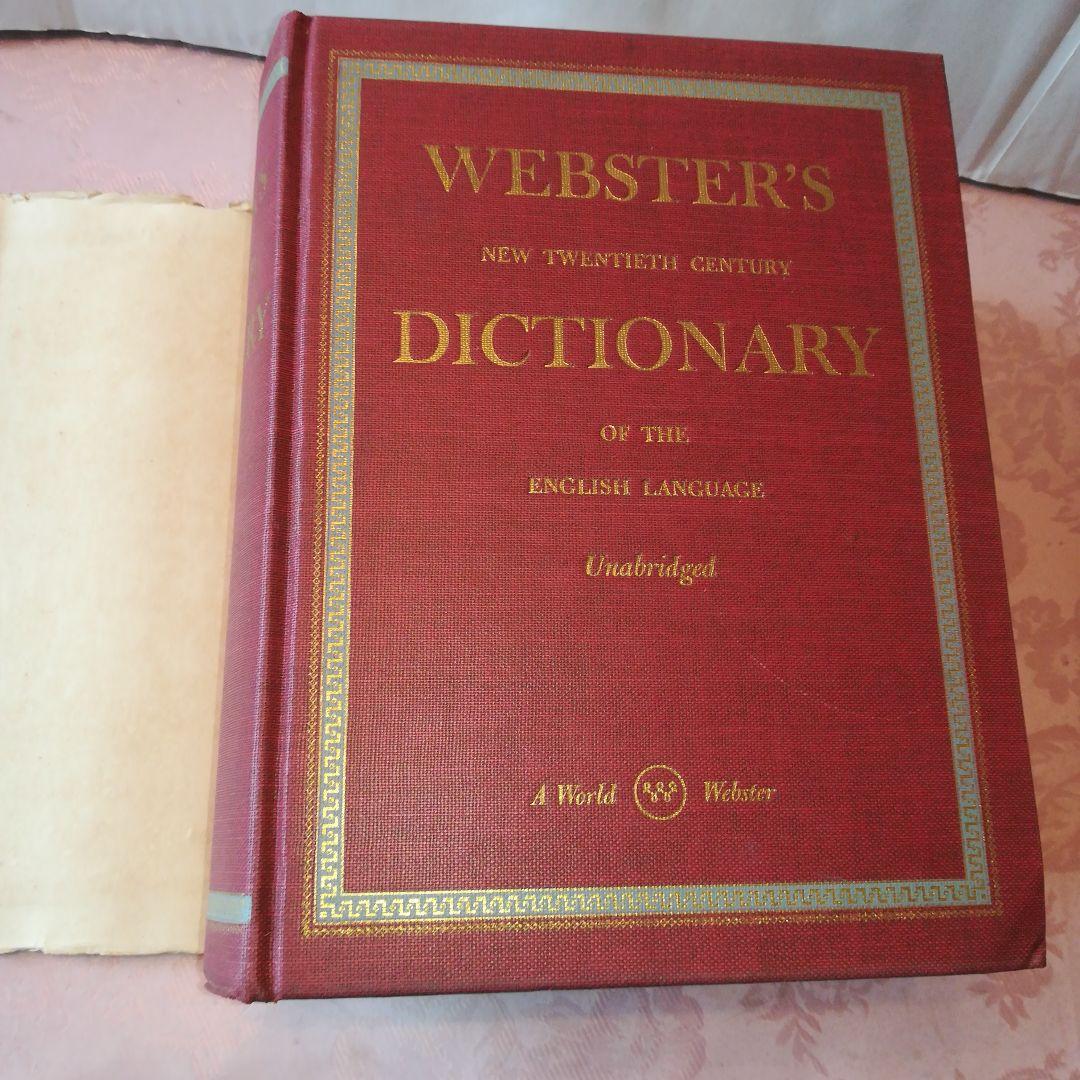 WEBSTER'S
NEW TWENTIETH CENTURY
DICTIONARY
OF THE
ENGLISH LANGUAGE
Unabridged
A World Webster